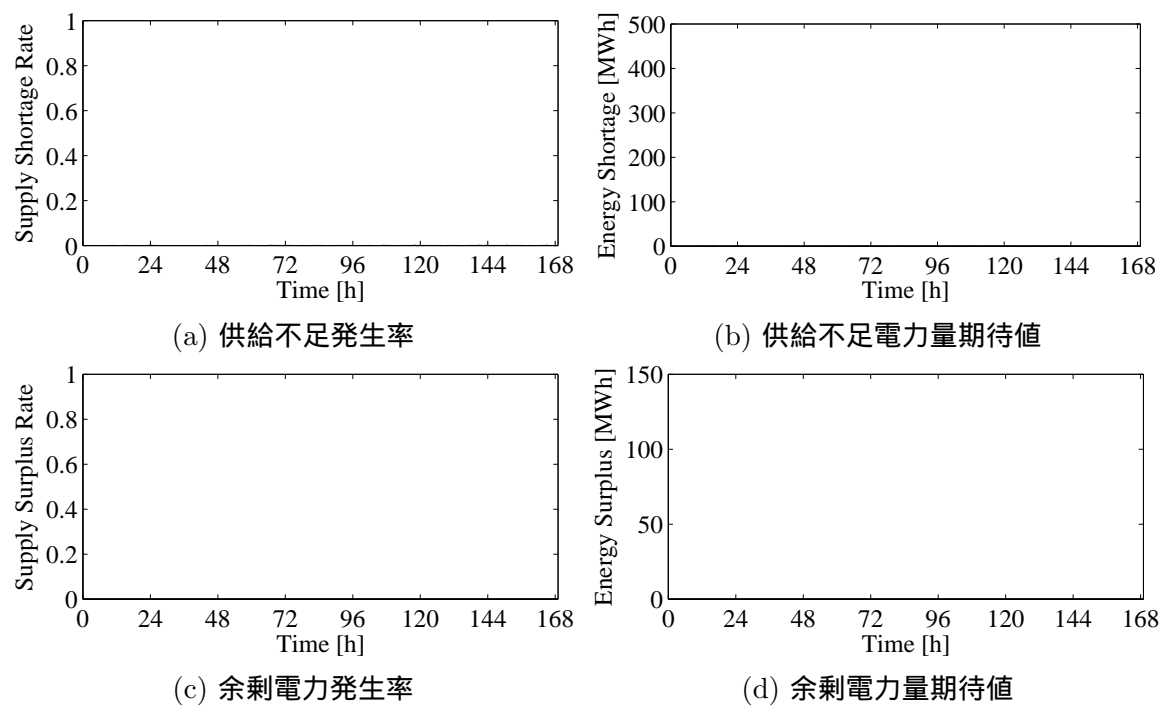 Supply Shortage Rate
1
0.8
0.6
0.4
0.2
0
0 24 48 72 96 120 144 168
Time [h]
(a) 供給不足発生率
Energy Shortage [MWh]
500
400
300
200
100
0
0 24 48 72 96 120 144 168
Time [h]
(b) 供給不足電力量期待値
Supply Surplus Rate
1
0.8
0.6
0.4
0.2
0
0 24 48 72 96 120 144 168
Time [h]
(c) 余剰電力発生率
Energy Surplus [MWh]
150
100
50
0
0 24 48 72 96 120 144 168
Time [h]
(d) 余剰電力量期待値